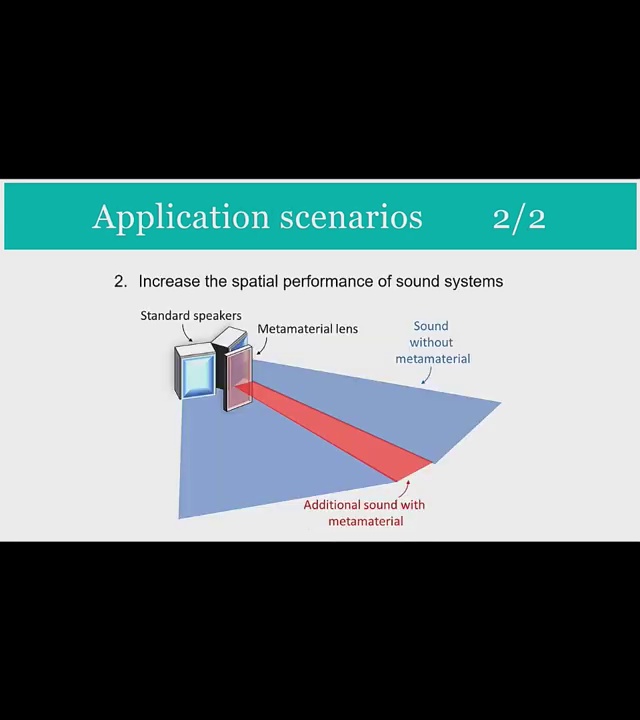 Application scenarios 2/2
2. Increase the spatial performance of sound systems
Standard speakers
Metamaterial lens
Sound
without
metamaterial
Additional sound with
metamaterial